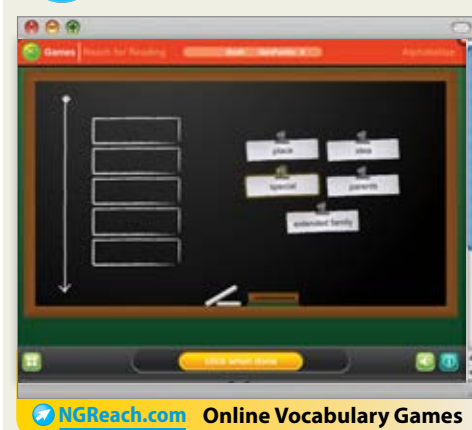 Games Reach for Reading Alphabetize
place idea
special parents
extended family
click when done
NGReach.com Online Vocabulary Games